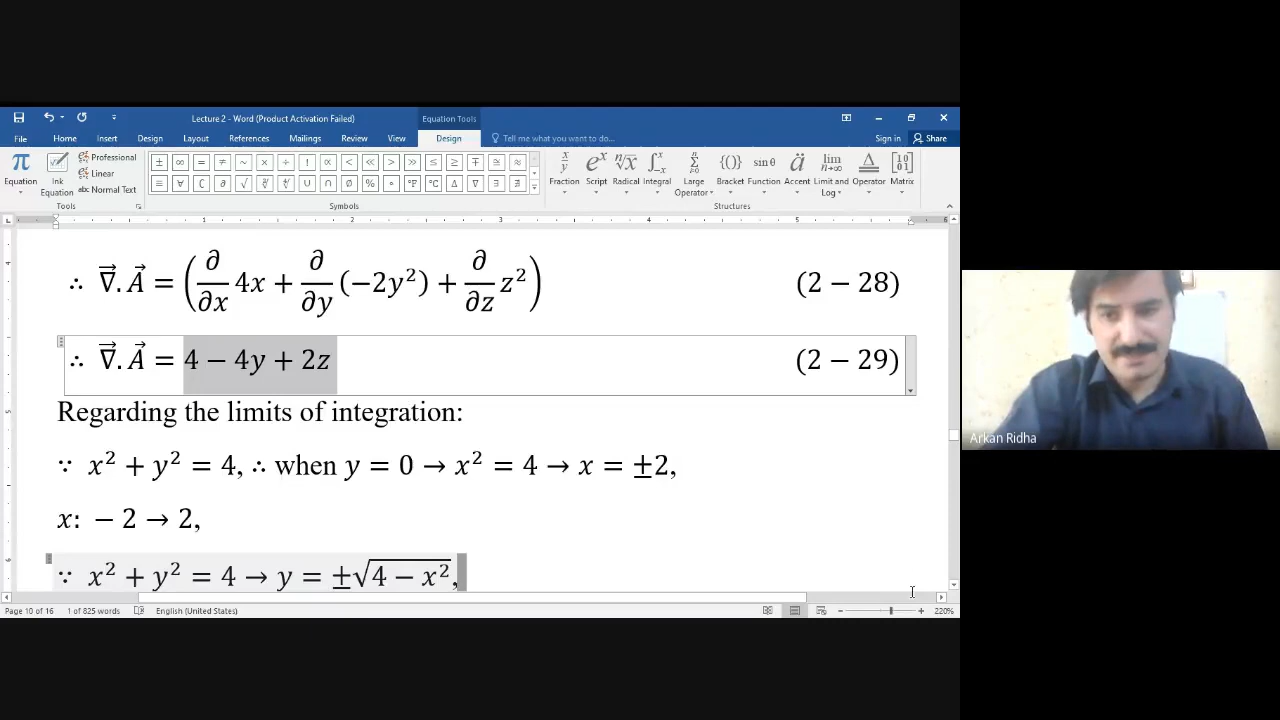 Lecture 2 - Word (Product Activation Failed)
Equation Tools
File Home Insert Design Layout References Mailings Review View Design Tell me what you want to do... Sign in Share
Equation Ink Equation Professional Linear abc Normal Text
Fraction Script Radical Integral Large Operator Bracket Function Accent Limit and Log Operator Matrix
Tools Symbols Structures
∴ ∇⃗. A⃗ = (∂/∂x 4x + ∂/∂y (−2y²) + ∂/∂z z²) (2 − 28)
∴ ∇⃗. A⃗ = 4 − 4y + 2z (2 − 29)
Regarding the limits of integration:
∵ x² + y² = 4, ∴ when y = 0 → x² = 4 → x = ±2,
x: − 2 → 2,
∵ x² + y² = 4 → y = ±√(4 − x²),
Page 10 of 16 1 of 825 words English (United States) 220%
Arkan Ridha